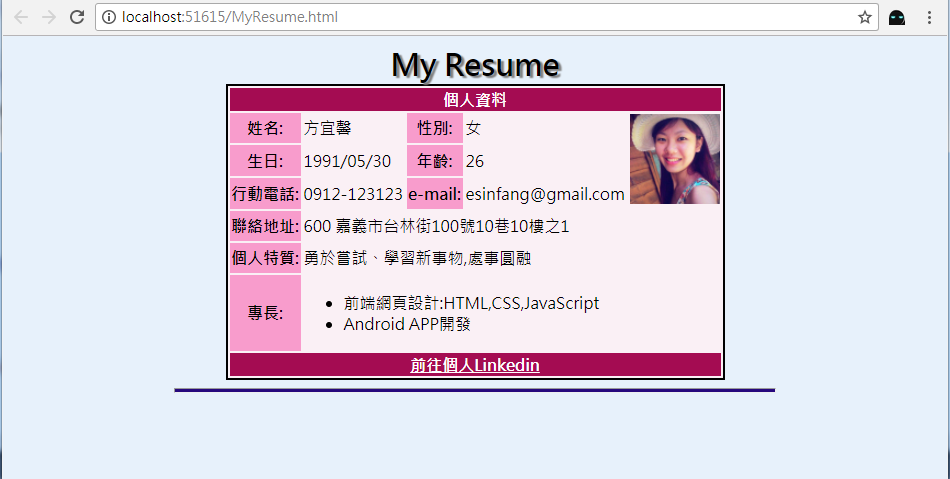 localhost:51615/MyResume.html
My Resume
個人資料
姓名: 方宜馨 性別: 女
生日: 1991/05/30 年齡: 26
行動電話: 0912-123123 e-mail: esinfang@gmail.com
聯絡地址: 600 嘉義市台林街100號10巷10樓之1
個人特質: 勇於嘗試、學習新事物,處事圓融
專長:
• 前端網頁設計:HTML,CSS,JavaScript
• Android APP開發
前往個人Linkedin